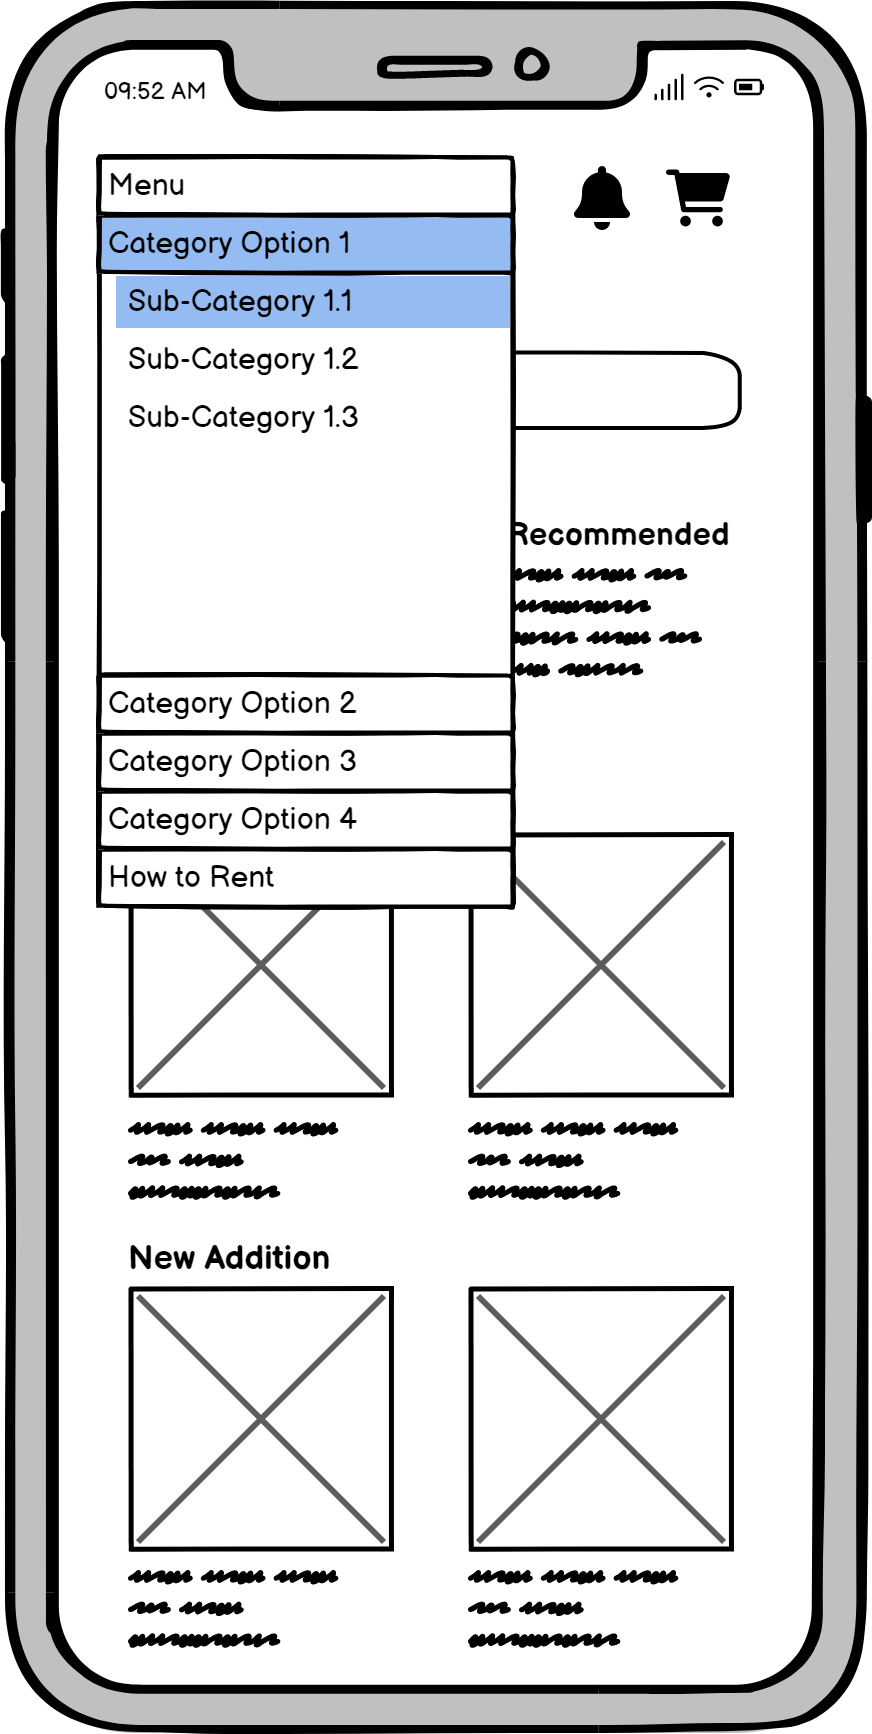 09:52 AM
Menu
Category Option 1
Sub-Category 1.1
Sub-Category 1.2
Sub-Category 1.3
Recommended
Category Option 2
Category Option 3
Category Option 4
How to Rent
New Addition